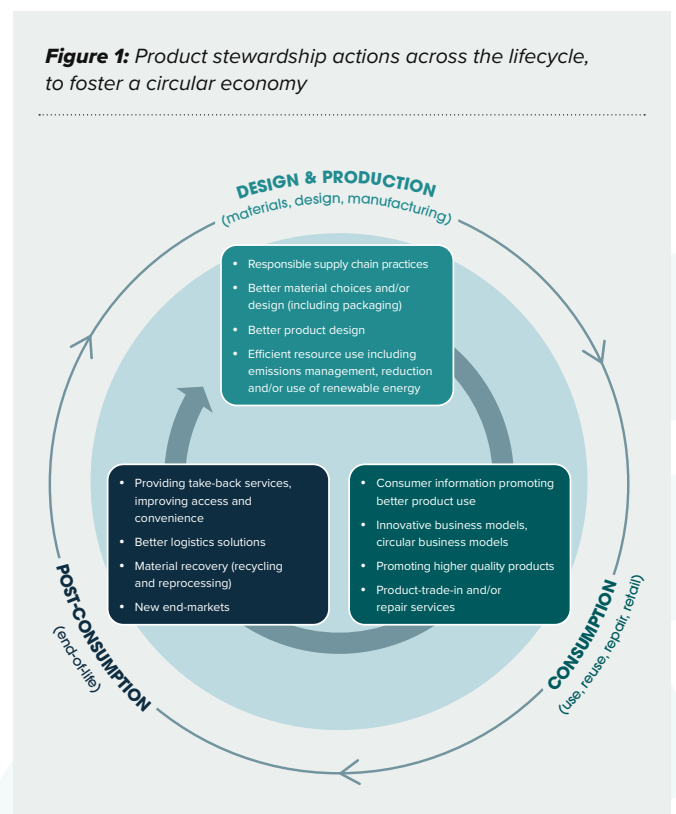 Figure 1: Product stewardship actions across the lifecycle,
to foster a circular economy
DESIGN & PRODUCTION
(materials, design, manufacturing)
• Responsible supply chain practices
• Better material choices and/or
design (including packaging)
• Better product design
• Efficient resource use including
emissions management, reduction
and/or use of renewable energy
• Consumer information promoting
better product use
• Innovative business models,
circular business models
• Promoting higher quality products
• Product-trade-in and/or
repair services
CONSUMPTION
(use, reuse, repair, retail)
• Providing take-back services,
improving access and
convenience
• Better logistics solutions
• Material recovery (recycling
and reprocessing)
• New end-markets
POST-CONSUMPTION
(end-of-life)